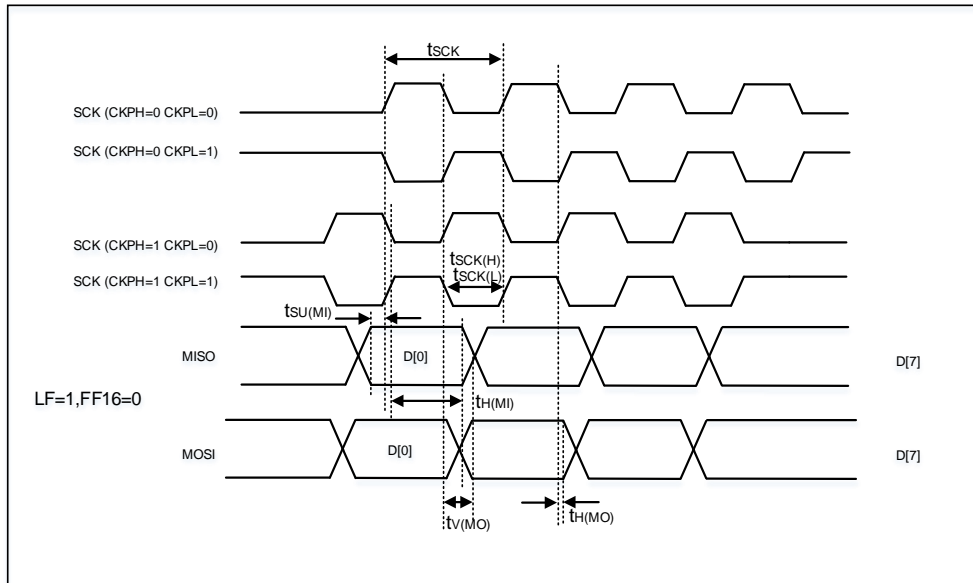 tSCK
SCK (CKPH=0 CKPL=0)
SCK (CKPH=0 CKPL=1)
SCK (CKPH=1 CKPL=0)
tSCK(H)
tSCK(L)
SCK (CKPH=1 CKPL=1)
tSU(MI)
MISO
D[0]
D[7]
LF=1,FF16=0
tH(MI)
MOSI
D[0]
D[7]
tV(MO)
tH(MO)